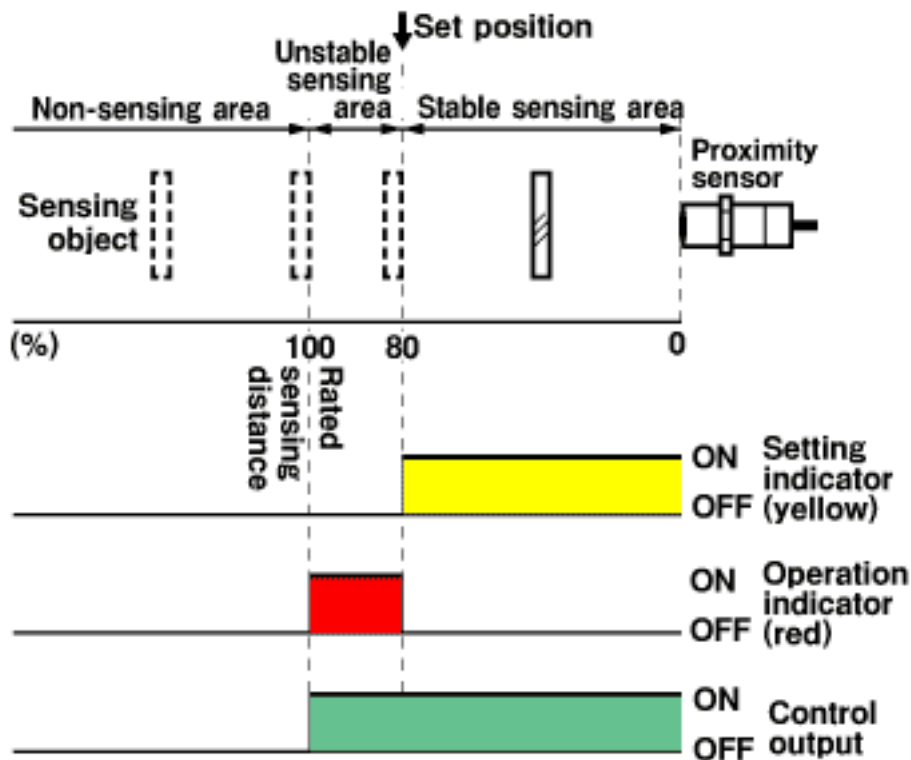 Set position
Unstable
sensing
area
Non-sensing area
Stable sensing area
Proximity
sensor
Sensing
object
(%)
100
80
0
Rated
sensing
distance
ON
OFF
Setting
indicator
(yellow)
ON
OFF
Operation
indicator
(red)
ON
OFF
Control
output